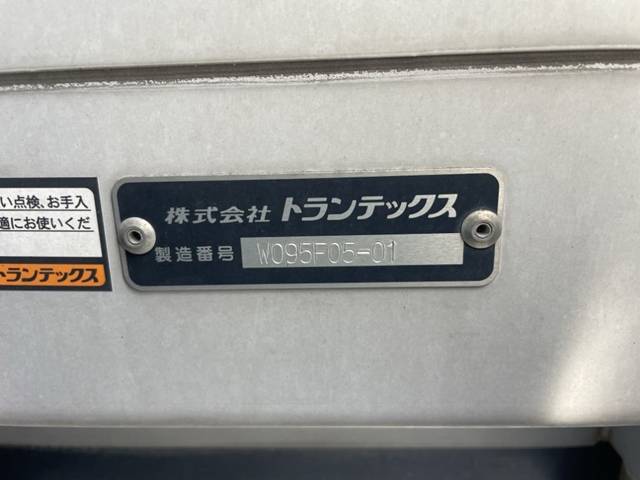 い点検、お手入
適にお使いくだ
トランテックス
株式会社 トランテックス
製造番号 W095F05-01